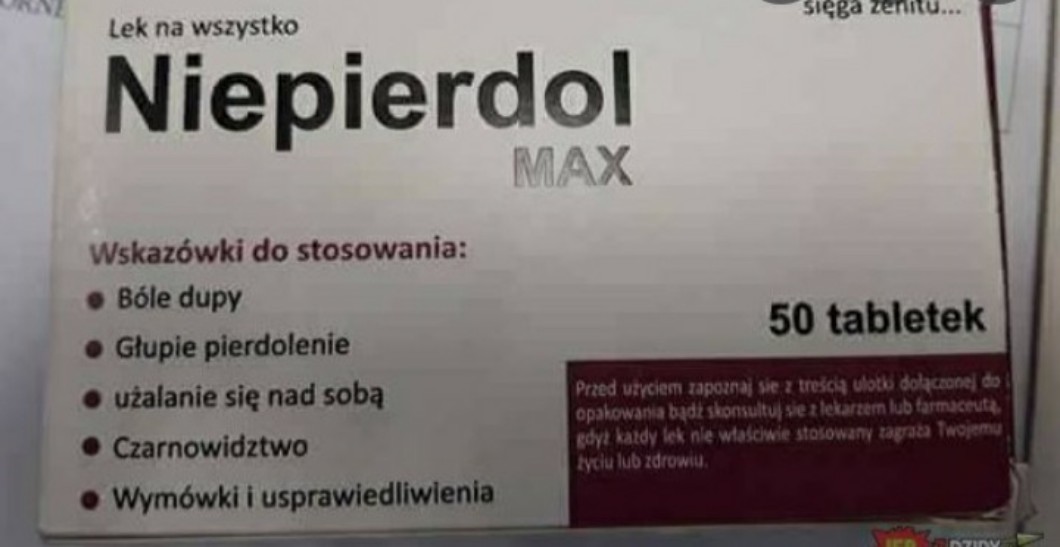 sięga zenitu...
Lek na wszystko
Niepierdol
MAX
Wskazówki do stosowania:
Bóle dupy
Głupie pierdolenie
użalanie się nad sobą
Czarnowidztwo
Wymówki i usprawiedliwienia
50 tabletek
Przed użyciem zapoznaj sie z treścią ulotki dołączonej do
opakowania bądź skonsultuj sie z lekarzem lub farmaceutą,
gdyż każdy lek nie właściwie stosowany zagraża Twojemu
życiu lub zdrowiu.